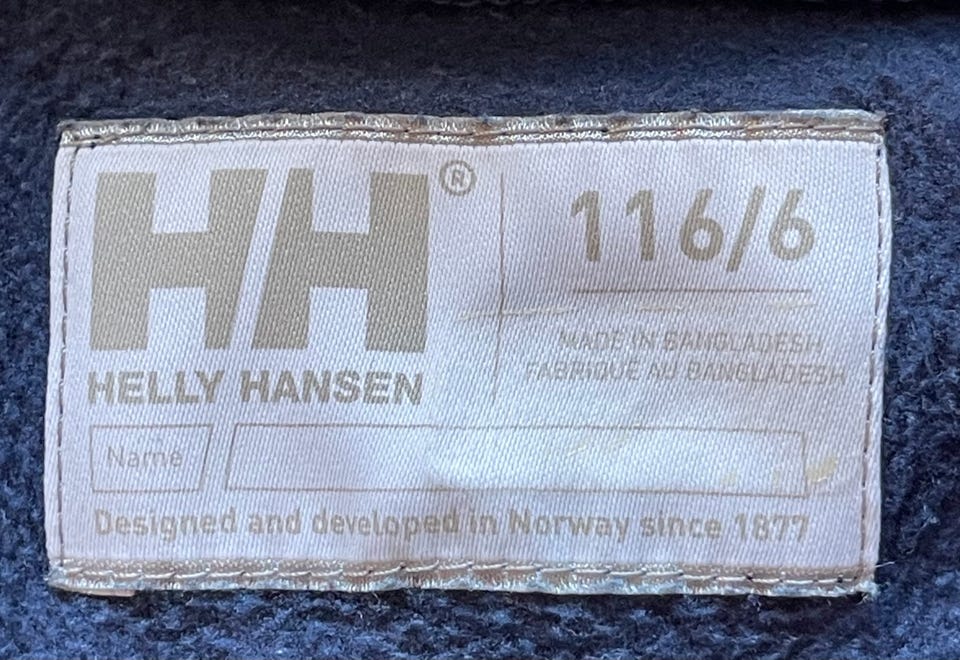 HH®
HELLY HANSEN
116/6
MADE IN BANGLADESH
FABRIQUÉ AU BANGLADESH
Name
Designed and developed in Norway since 1877